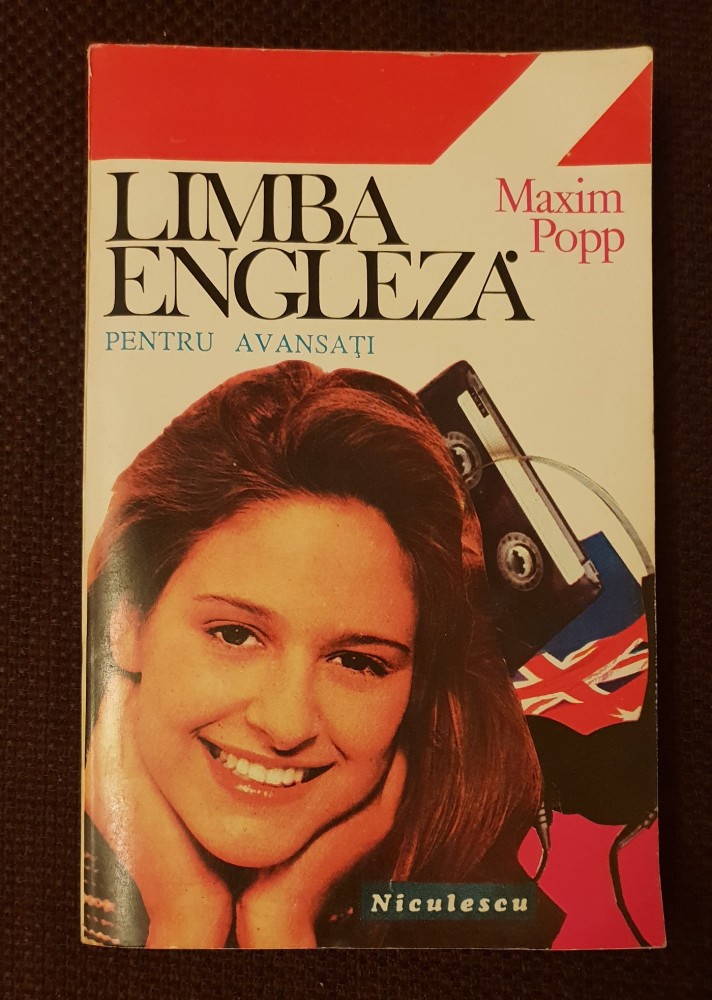 LIMBA
ENGLEZĂ
PENTRU AVANSAŢI
Maxim
Popp
Niculescu